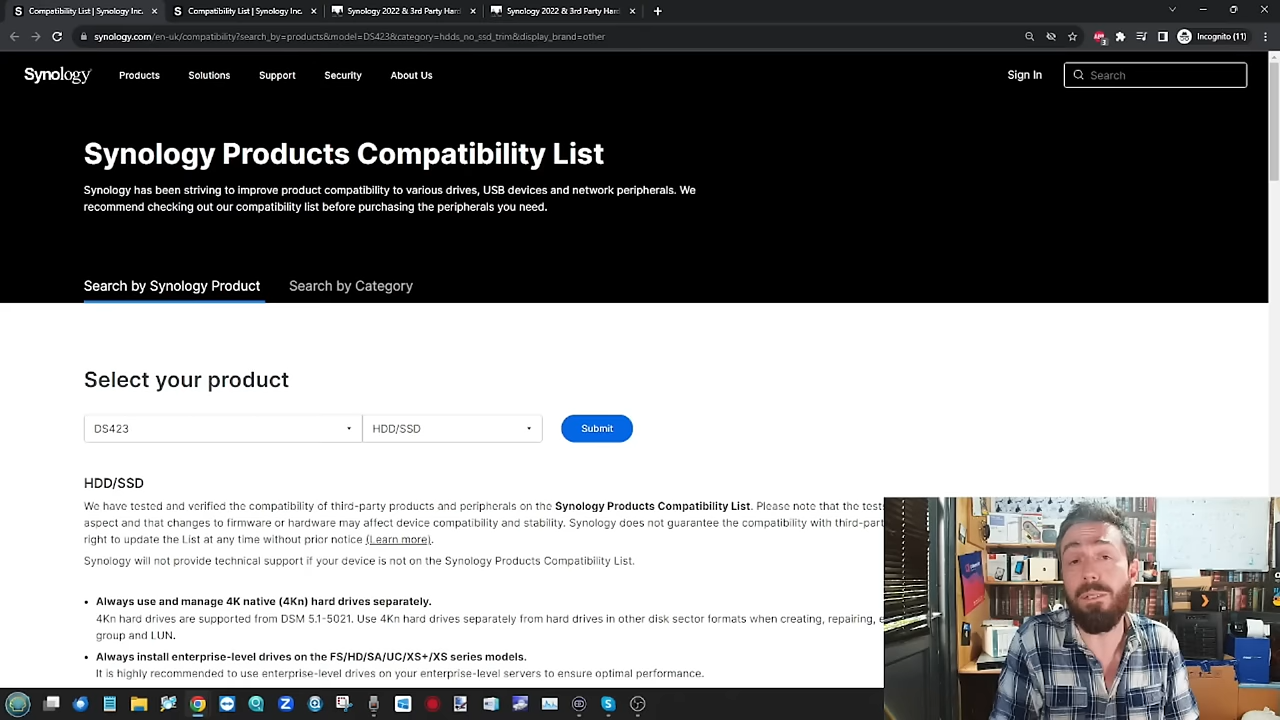 Compatibility List | Synology Inc.
Compatibility List | Synology Inc.
Synology 2022 & 3rd Party Hard
Synology 2022 & 3rd Party Hard
synology.com/en-uk/compatibility?search_by=products&model=DS423&category=hdds_no_ssd_trim&display_brand=other
Incognito (11)
Synology
Products
Solutions
Support
Security
About Us
Sign In
Search
Synology Products Compatibility List
Synology has been striving to improve product compatibility to various drives, USB devices and network peripherals. We
recommend checking out our compatibility list before purchasing the peripherals you need.
Search by Synology Product
Search by Category
Select your product
DS423
HDD/SSD
Submit
HDD/SSD
We have tested and verified the compatibility of third-party products and peripherals on the Synology Products Compatibility List. Please note that the test
aspect and that changes to firmware or hardware may affect device compatibility and stability. Synology does not guarantee the compatibility with third-part
right to update the List at any time without prior notice (Learn more).
Synology will not provide technical support if your device is not on the Synology Products Compatibility List.
• Always use and manage 4K native (4Kn) hard drives separately.
4Kn hard drives are supported from DSM 5.1-5021. Use 4Kn hard drives separately from hard drives in other disk sector formats when creating, repairing, e
group and LUN.
• Always install enterprise-level drives on the FS/HD/SA/UC/XS+/XS series models.
It is highly recommended to use enterprise-level drives on your enterprise-level servers to ensure optimal performance.